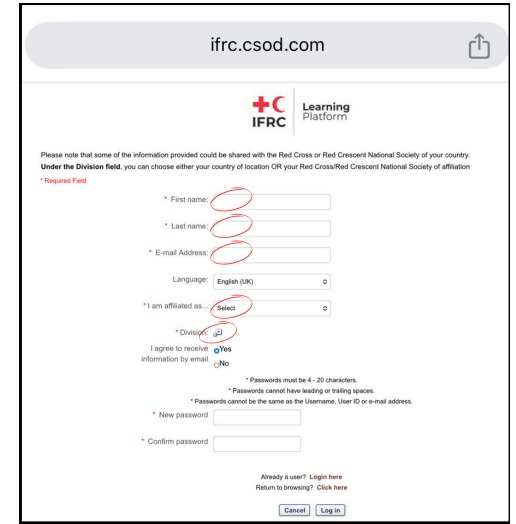 ifrc.csod.com
IFRC
Learning
Platform
Please note that some of the information provided could be shared with the Red Cross or Red Crescent National Society of your country.
Under the Division field, you can choose either your country of location OR your Red Cross/Red Crescent National Society of affiliation
* Required Field
* First name:
* Last name:
* E-mail Address:
Language: English (UK)
* I am affiliated as... Select
* Division:
I agree to receive information by email
Yes
No
* Passwords must be 4 - 20 characters.
* Passwords cannot have leading or trailing spaces.
* Passwords cannot be the same as the Username, User ID or e-mail address.
* New password
* Confirm password
Already a user? Login here
Return to browsing? Click here
Cancel Log in